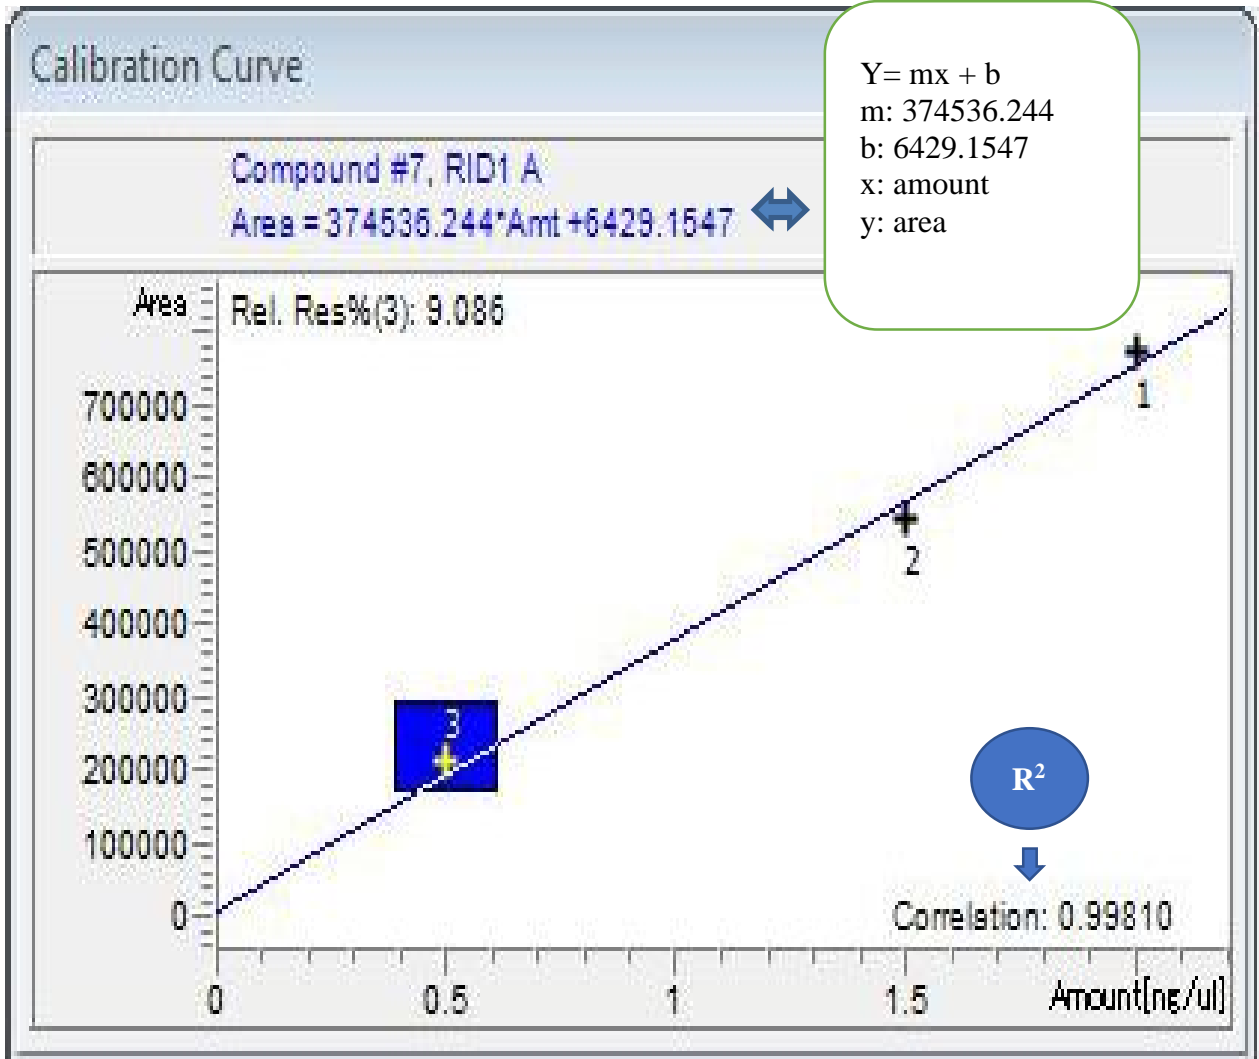 Calibration Curve
Y= mx + b
m: 374536.244
b: 6429.1547
x: amount
y: area
Compound #7, RID1 A
Area = 374536.244*Amt +6429.1547
Area
Rel. Res%(3): 9.086
700000
600000
500000
400000
300000
200000
100000
0
1
2
3
R²
Correlation: 0.99810
0
0.5
1
1.5
Amount[ng/ul]